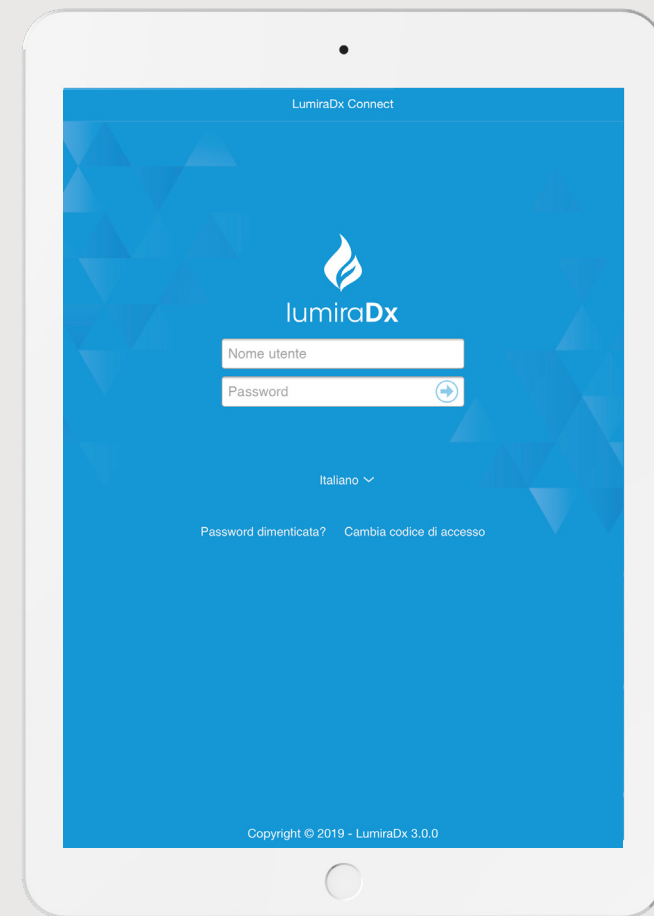 LumiraDx Connect
lumiraDx
Nome utente
Password
Italiano
Password dimenticata? Cambia codice di accesso
Copyright © 2019 - LumiraDx 3.0.0